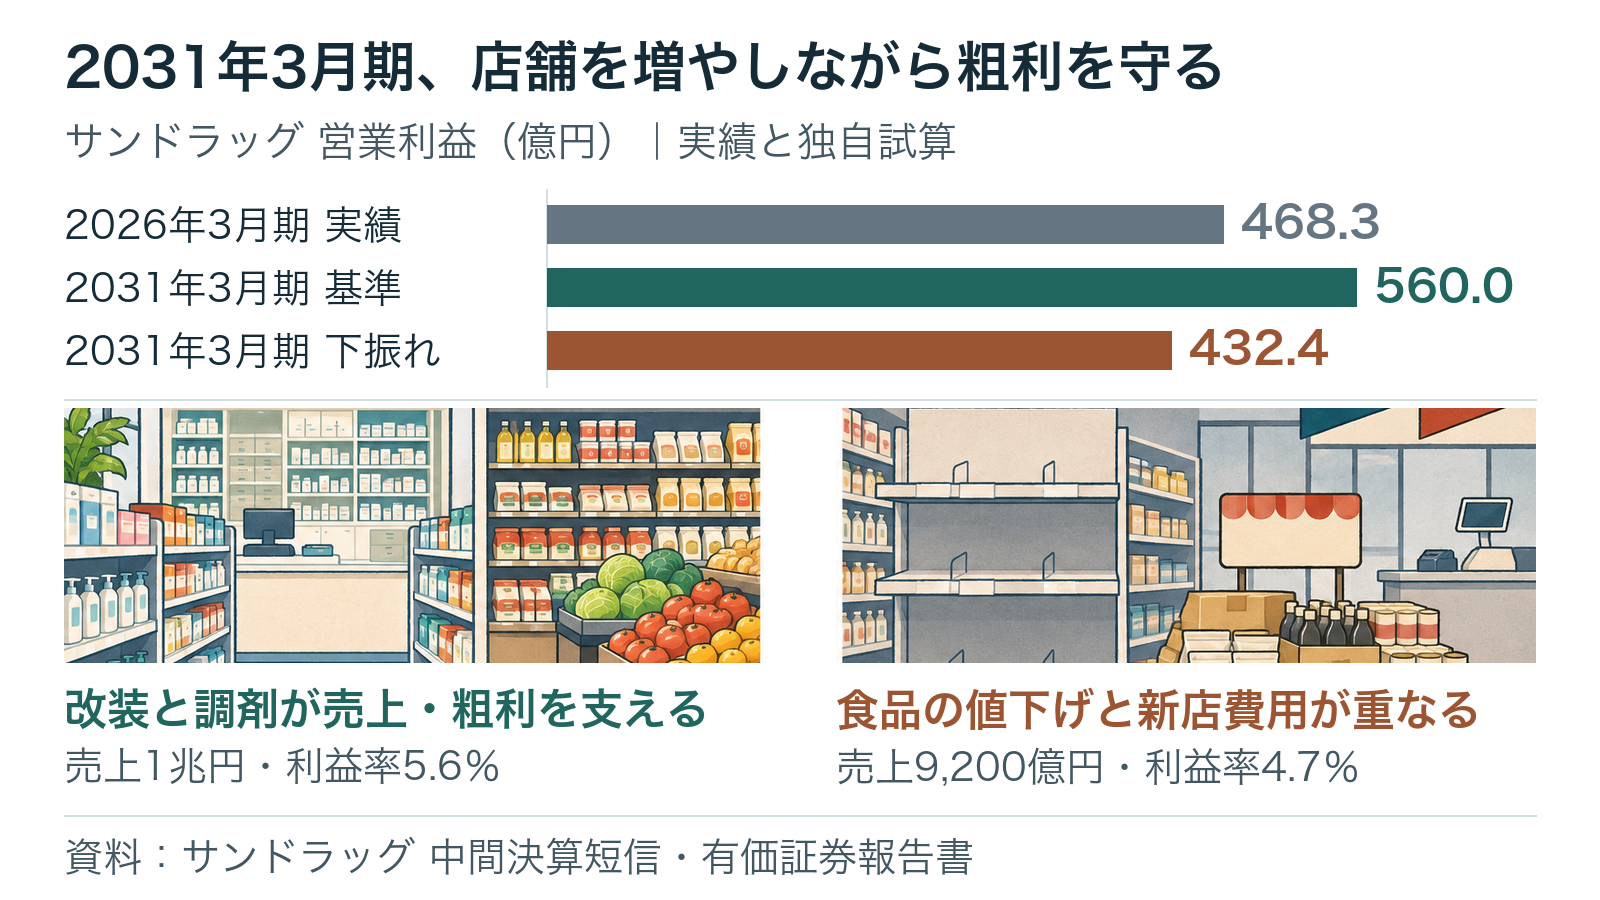 2031年3月期、店舗を増やしながら粗利を守る
サンドラッグ 営業利益（億円）｜実績と独自試算
2026年3月期 実績 468.3
2031年3月期 基準 560.0
2031年3月期 下振れ 432.4
改装と調剤が売上・粗利を支える
売上1兆円・利益率5.6％
食品の値下げと新店費用が重なる
売上9,200億円・利益率4.7％
資料：サンドラッグ 中間決算短信・有価証券報告書